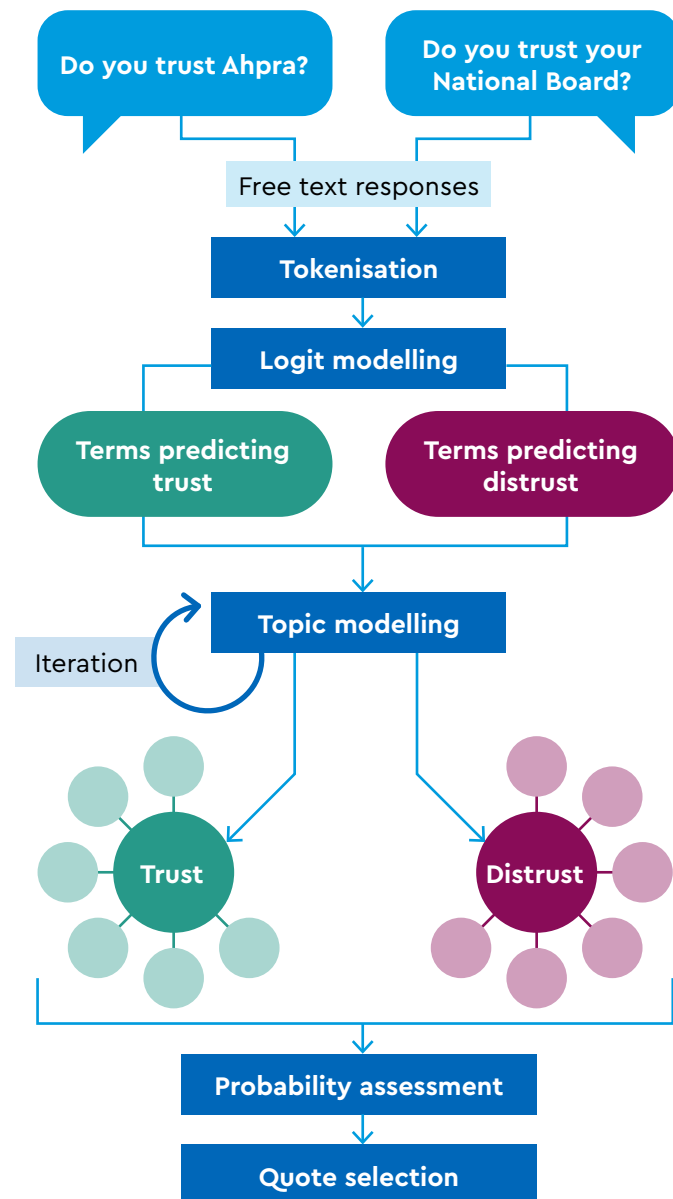 Do you trust Ahpra?
Do you trust your
National Board?
Free text responses
Tokenisation
Logit modelling
Terms predicting
trust
Terms predicting
distrust
Topic modelling
Iteration
Trust
Distrust
Probability assessment
Quote selection